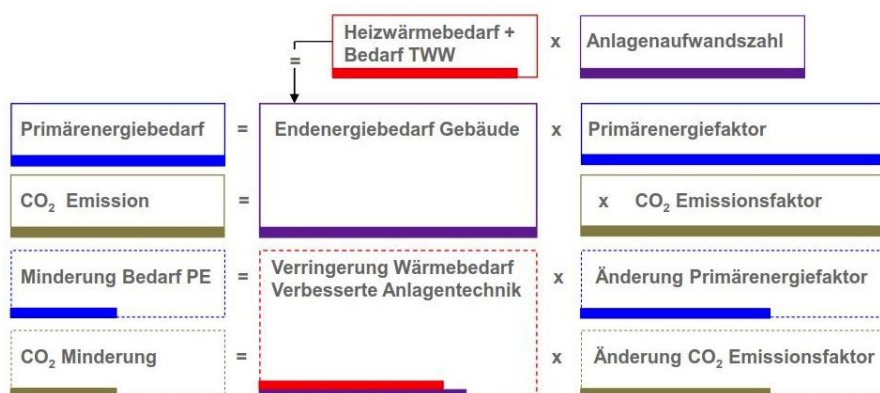 Heizwärmebedarf + x Anlagenaufwandszahl
Bedarf TWW
=
Primärenergiebedarf = Endenergiebedarf Gebäude x Primärenergiefaktor
CO₂ Emission = x CO₂ Emissionsfaktor
Minderung Bedarf PE = Verringerung Wärmebedarf x Änderung Primärenergiefaktor
Verbesserte Anlagentechnik
CO₂ Minderung = x Änderung CO₂ Emissionsfaktor